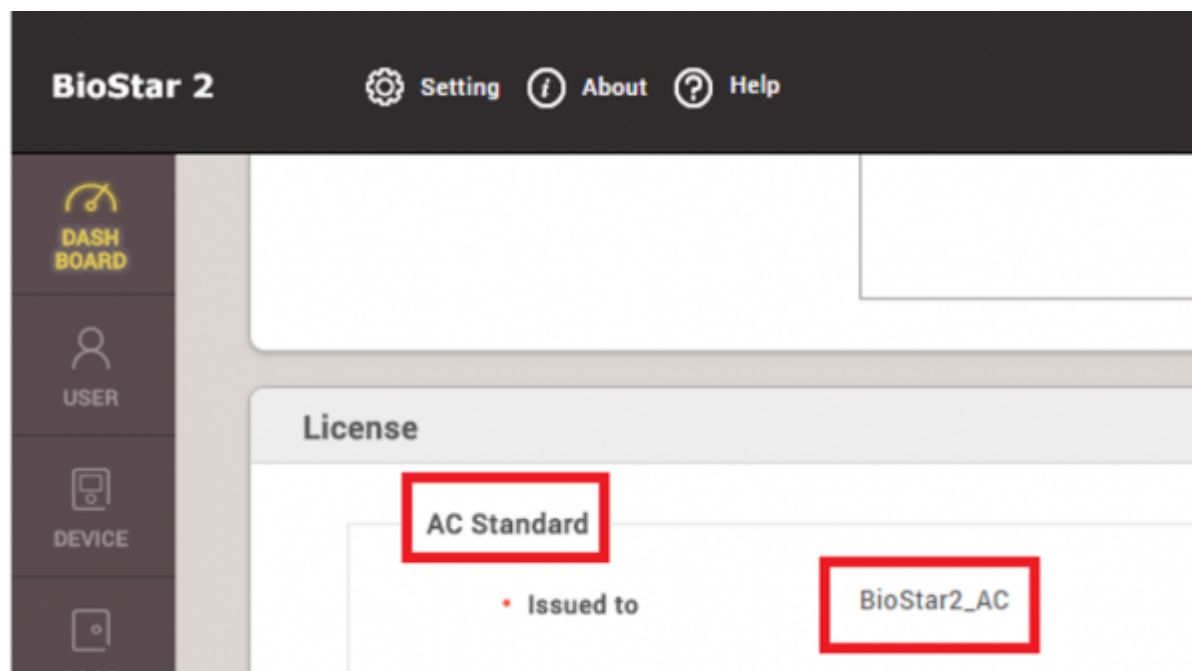 BioStar 2
Setting
About
Help
DASH
BOARD
USER
DEVICE
License
AC Standard
Issued to
BioStar2_AC